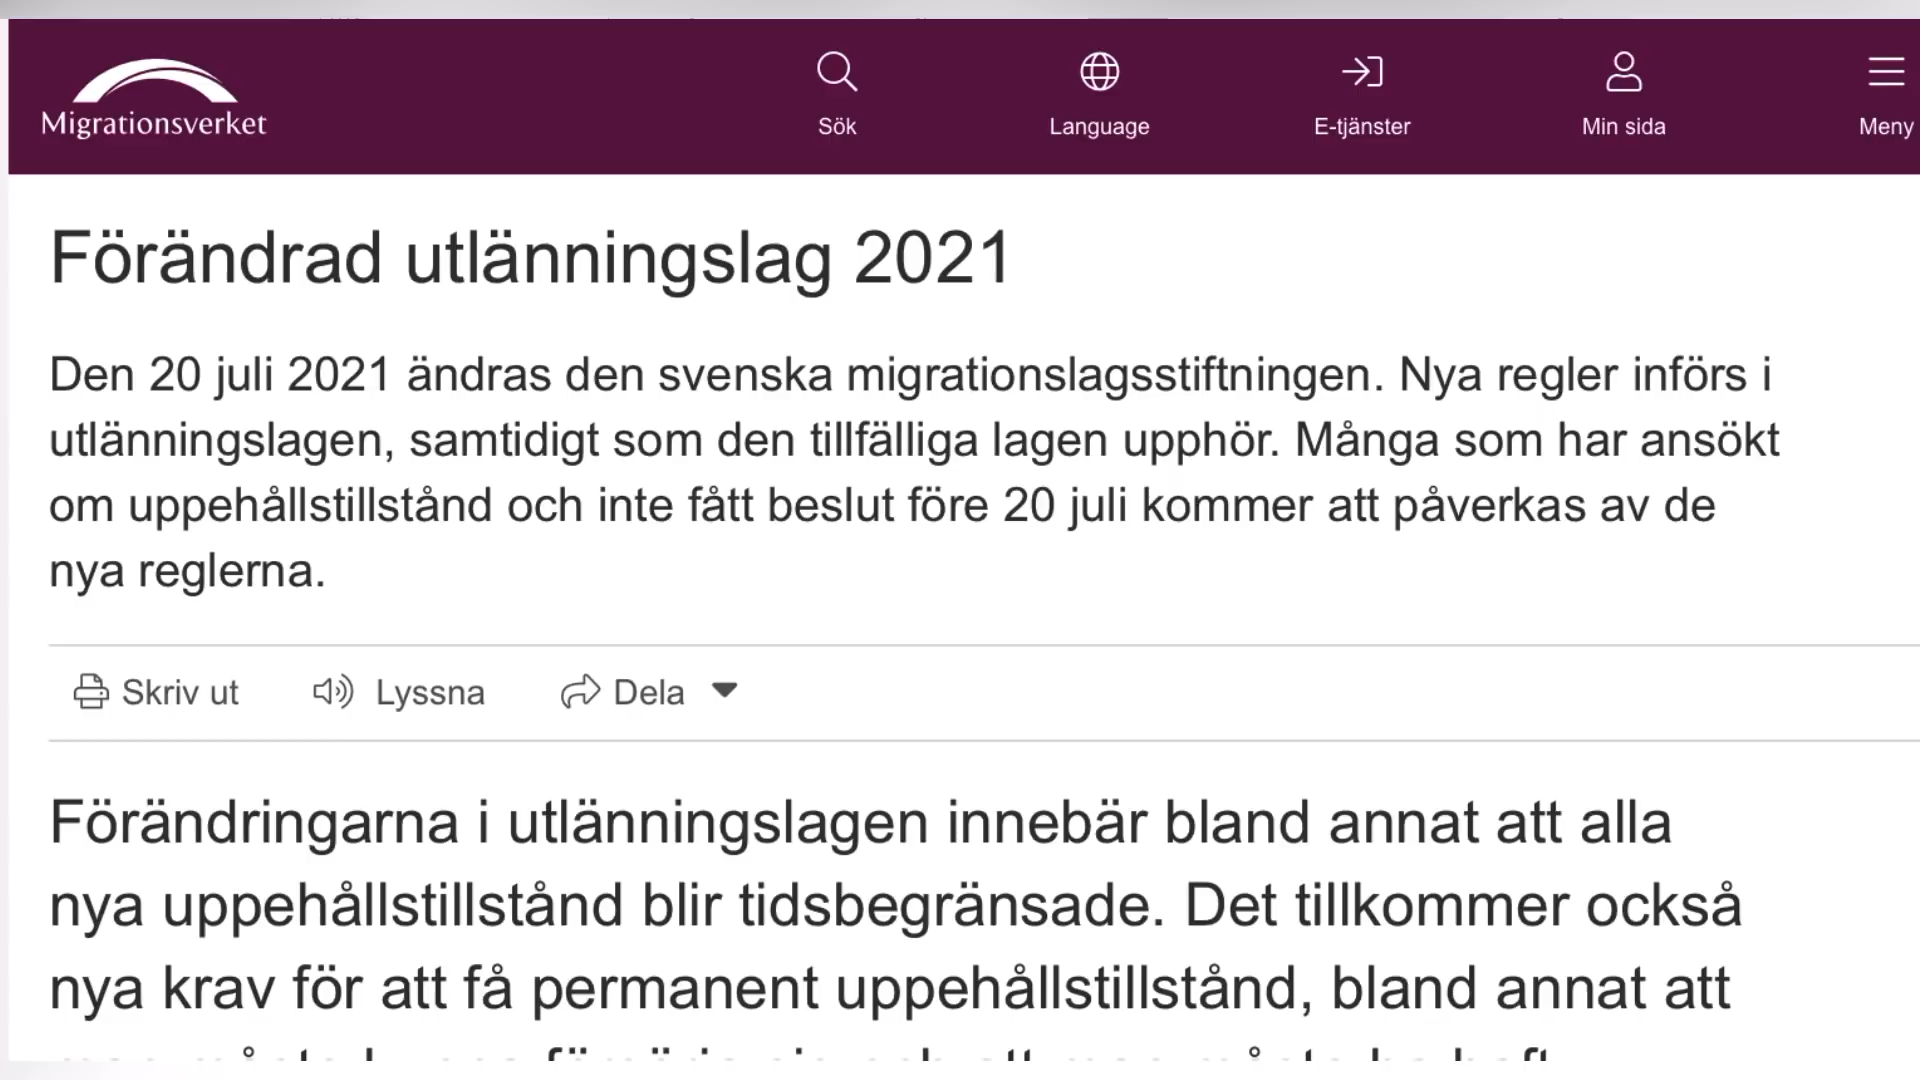 Migrationsverket
Sök
Language
E-tjänster
Min sida
Meny
Förändrad utlänningslag 2021
Den 20 juli 2021 ändras den svenska migrationslagsstiftningen. Nya regler införs i
utlänningslagen, samtidigt som den tillfälliga lagen upphör. Många som har ansökt
om uppehållstillstånd och inte fått beslut före 20 juli kommer att påverkas av de
nya reglerna.
Skriv ut
Lyssna
Dela
Förändringarna i utlänningslagen innebär bland annat att alla
nya uppehållstillstånd blir tidsbegränsade. Det tillkommer också
nya krav för att få permanent uppehållstillstånd, bland annat att